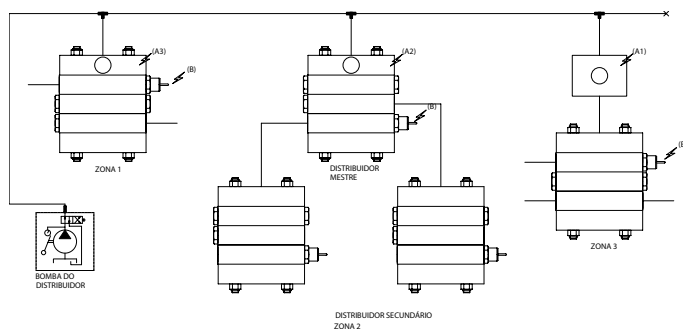 (A3)
(B)
ZONA 1
(A2)
(B)
DISTRIBUIDOR
MESTRE
(A1)
(B
ZONA 3
BOMBA DO
DISTRIBUIDOR
DISTRIBUIDOR SECUNDÁRIO
ZONA 2